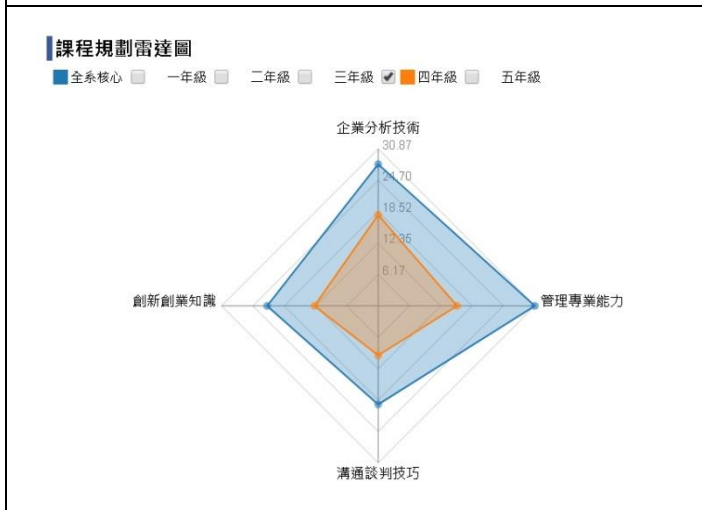 課程規劃雷達圖
全系核心 一年級 二年級 三年級 四年級 五年級
企業分析技術
30.87
24.70
18.52
12.35
6.17
創新創業知識
管理專業能力
溝通談判技巧